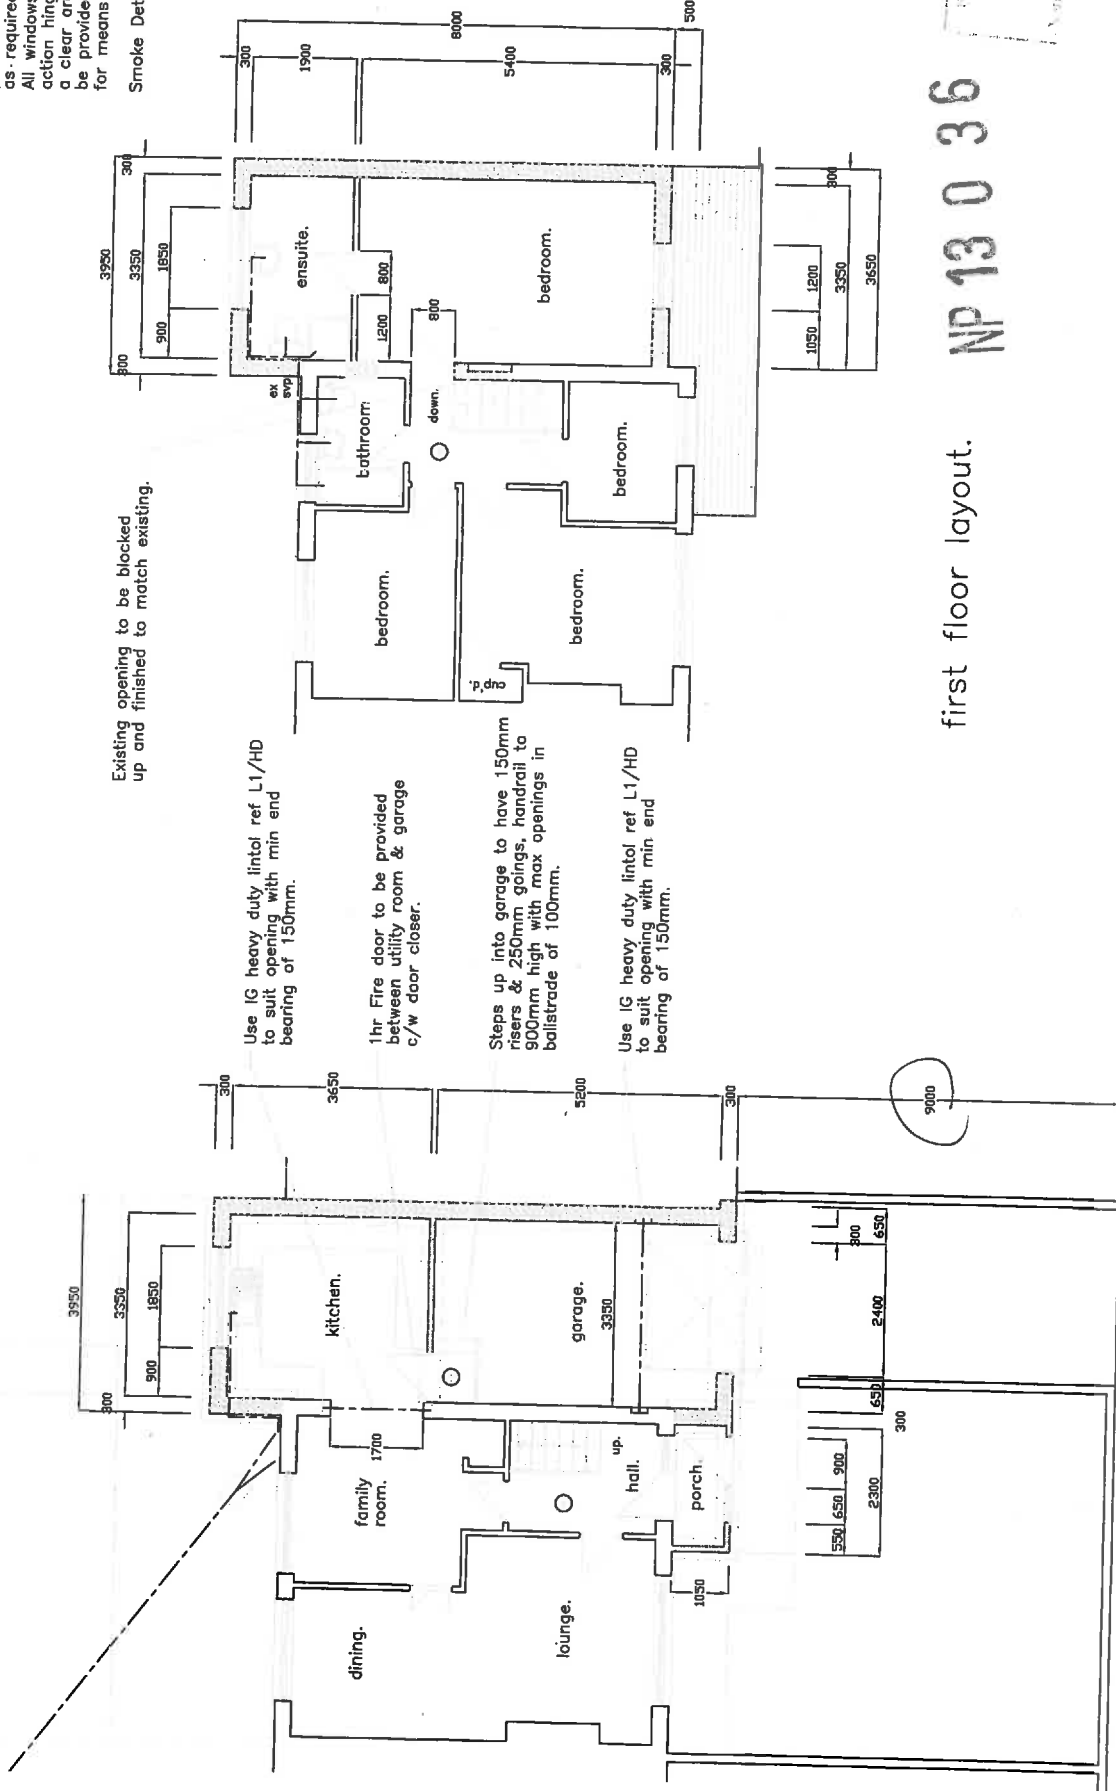 as required
All windows
action hing
a clear an
be provide
for means
Smoke Det
Existing opening to be blocked
up and finished to match existing.
Use IG heavy duty lintol ref L1/HD
to suit opening with min end
bearing of 150mm.
1hr Fire door to be provided
between utility room & garage
c/w door closer.
Steps up into garage to have 150mm
risers & 250mm goings, handrail to
900mm high with max openings in
balistrade of 100mm.
Use IG heavy duty lintol ref L1/HD
to suit opening with min end
bearing of 150mm.
3950
3350
900
1850
300
300
3650
5200
300
9000
kitchen.
garage.
3350
1700
family
room.
dining.
lounge.
up.
hall.
porch.
1050
550
650
900
2300
300
650
2400
300
650
3950
300
3350
900
1850
300
8000
300
1900
5400
300
500
ensuite.
ex
svp
bathroom
1200
800
800
down.
bedroom.
bedroom.
bedroom.
bedroom.
cup'd.
1050
1200
300
3350
3650
first floor layout.
NP 13 0 36